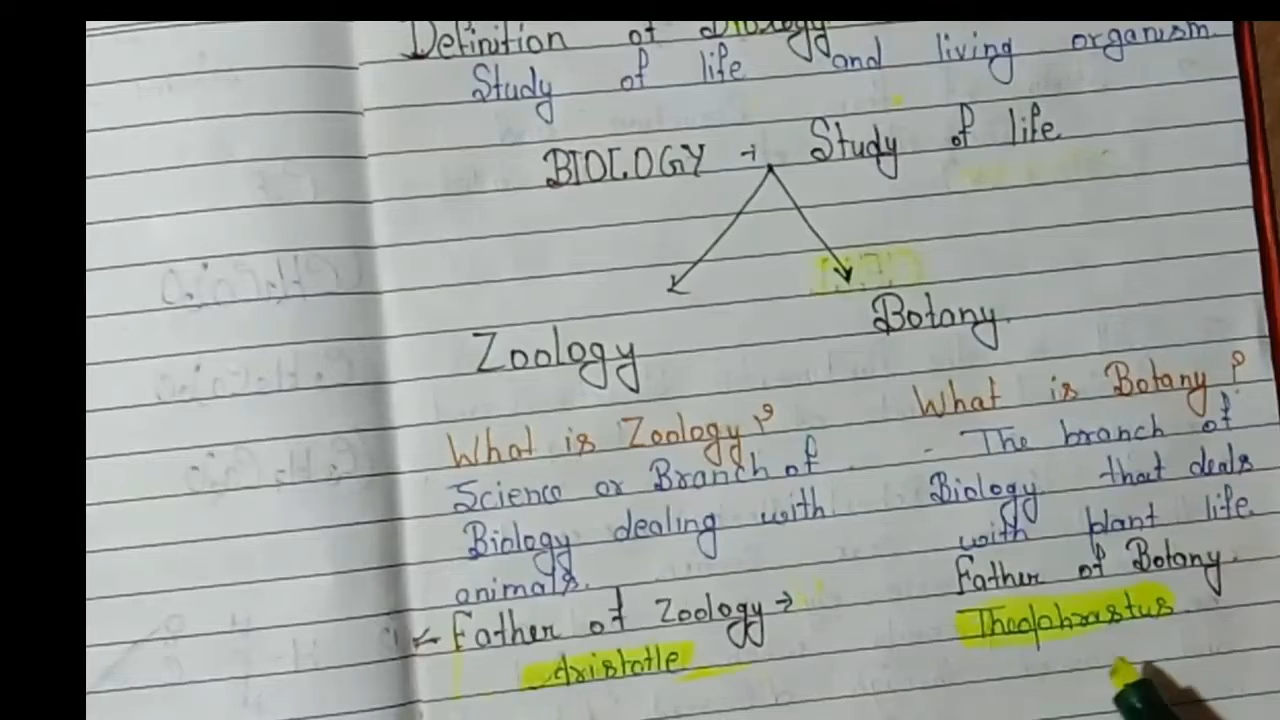 Definition of Biology
Study of life and living organism
BIOLOGY → Study of life
Zoology
Botany.
What is Zoology?
Science or Branch of
Biology dealing with
animals.
Father of Zoology →
Aristotle
What is Botany?
- The branch of
Biology that deals
with plant life
Father of Botany.
Theophrastus